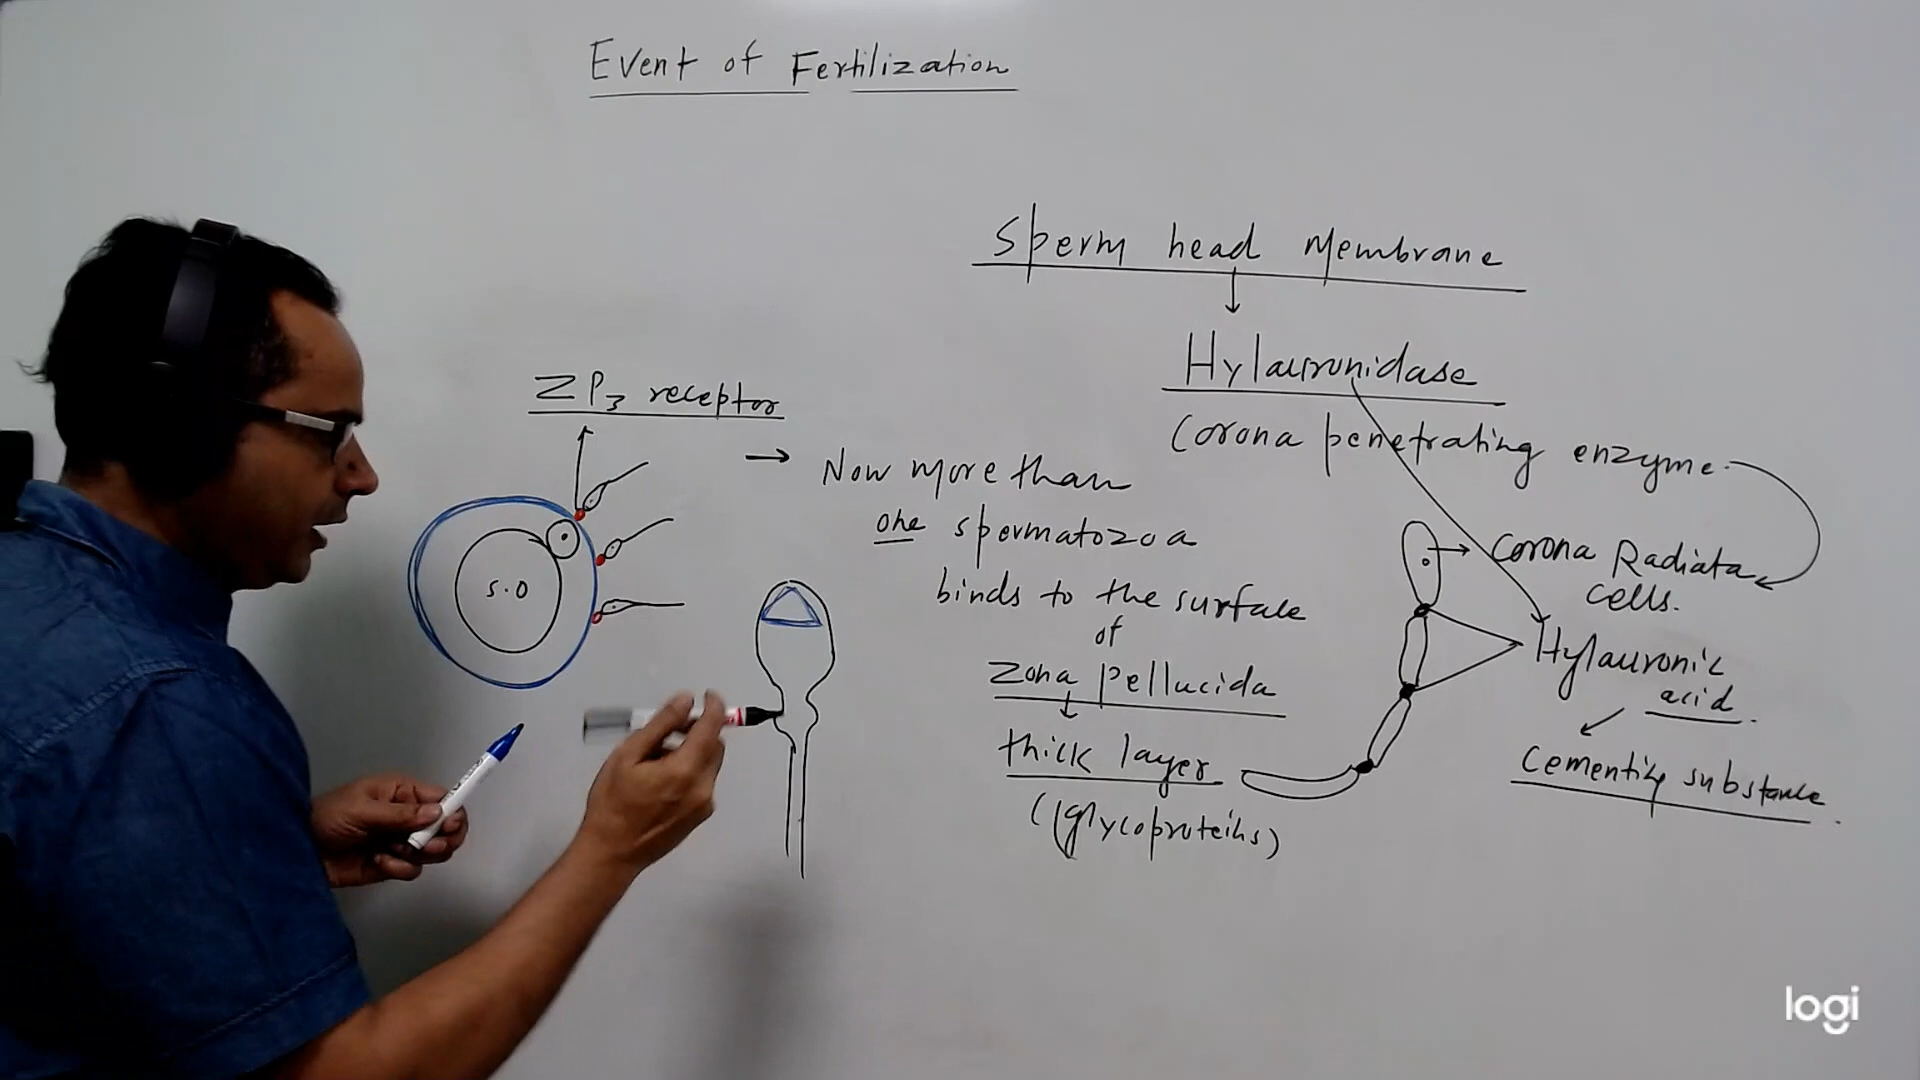 Event of Fertilization
Sperm head Membrane
Hylauronidase
Corona penetrating enzyme.
ZP3 receptor
→ Now more than
one spermatozoa
binds to the surface
of
Zona pellucida
thick layer
(glycoproteins)
S.O
Corona Radiata
cells.
Hylauronic
acid.
Cementing substance.
logi